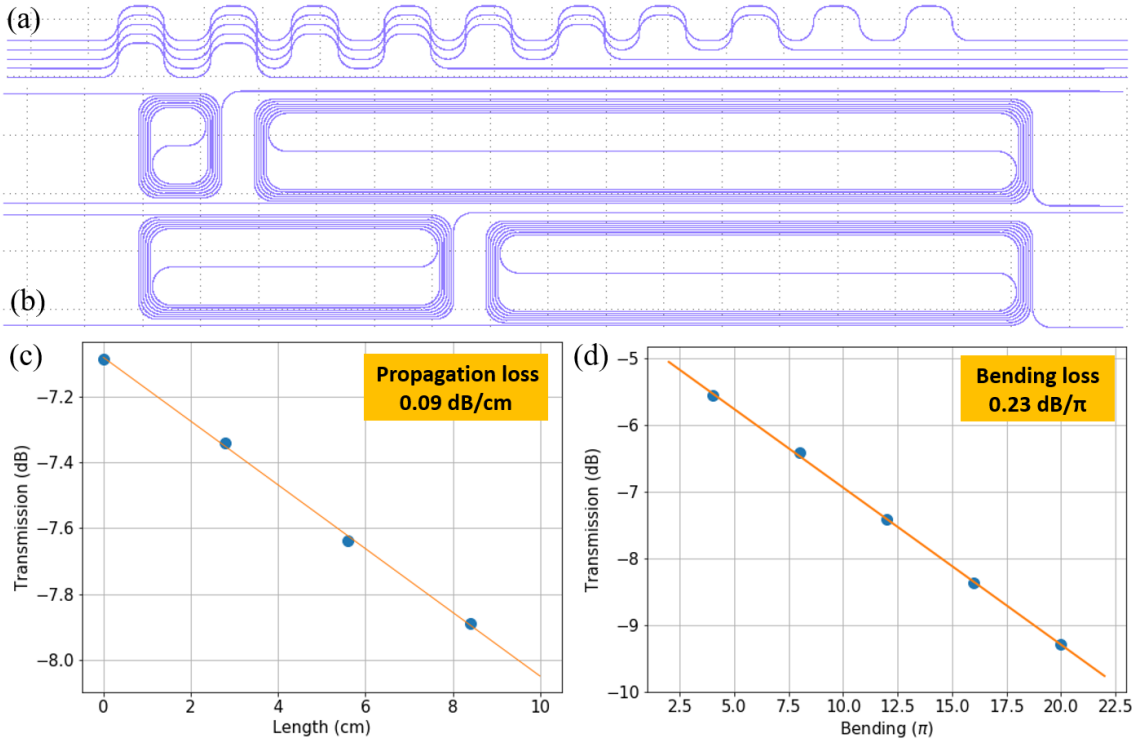 (a)
(b)
(c)
Propagation loss
0.09 dB/cm
Transmission (dB)
−7.2
−7.4
−7.6
−7.8
−8.0
0 2 4 6 8 10
Length (cm)
(d)
Bending loss
0.23 dB/π
Transmission (dB)
−5
−6
−7
−8
−9
−10
2.5 5.0 7.5 10.0 12.5 15.0 17.5 20.0 22.5
Bending (π)